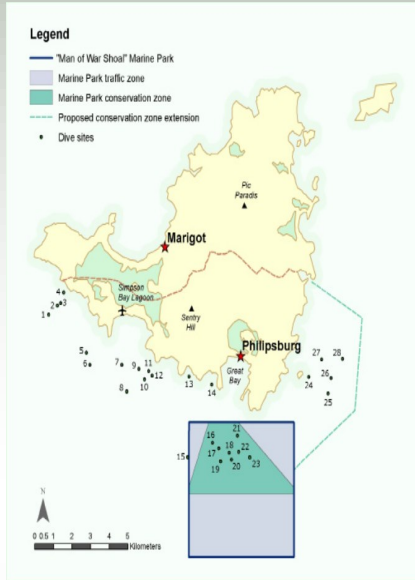 Legend
"Man of War Shoal" Marine Park
Marine Park traffic zone
Marine Park conservation zone
Proposed conservation zone extension
Dive sites
Pic
Paradis
Marigot
Simpson
Bay Lagoon
Sentry
Hill
Philipsburg
Great
Bay
4
2 3
1
5
6
7
8
9
10
11
12
13
14
27 28
24 26
25
21
16
17 18 22
15
19 20 23
N
0 0.5 1 2 3 4 5
Kilometers